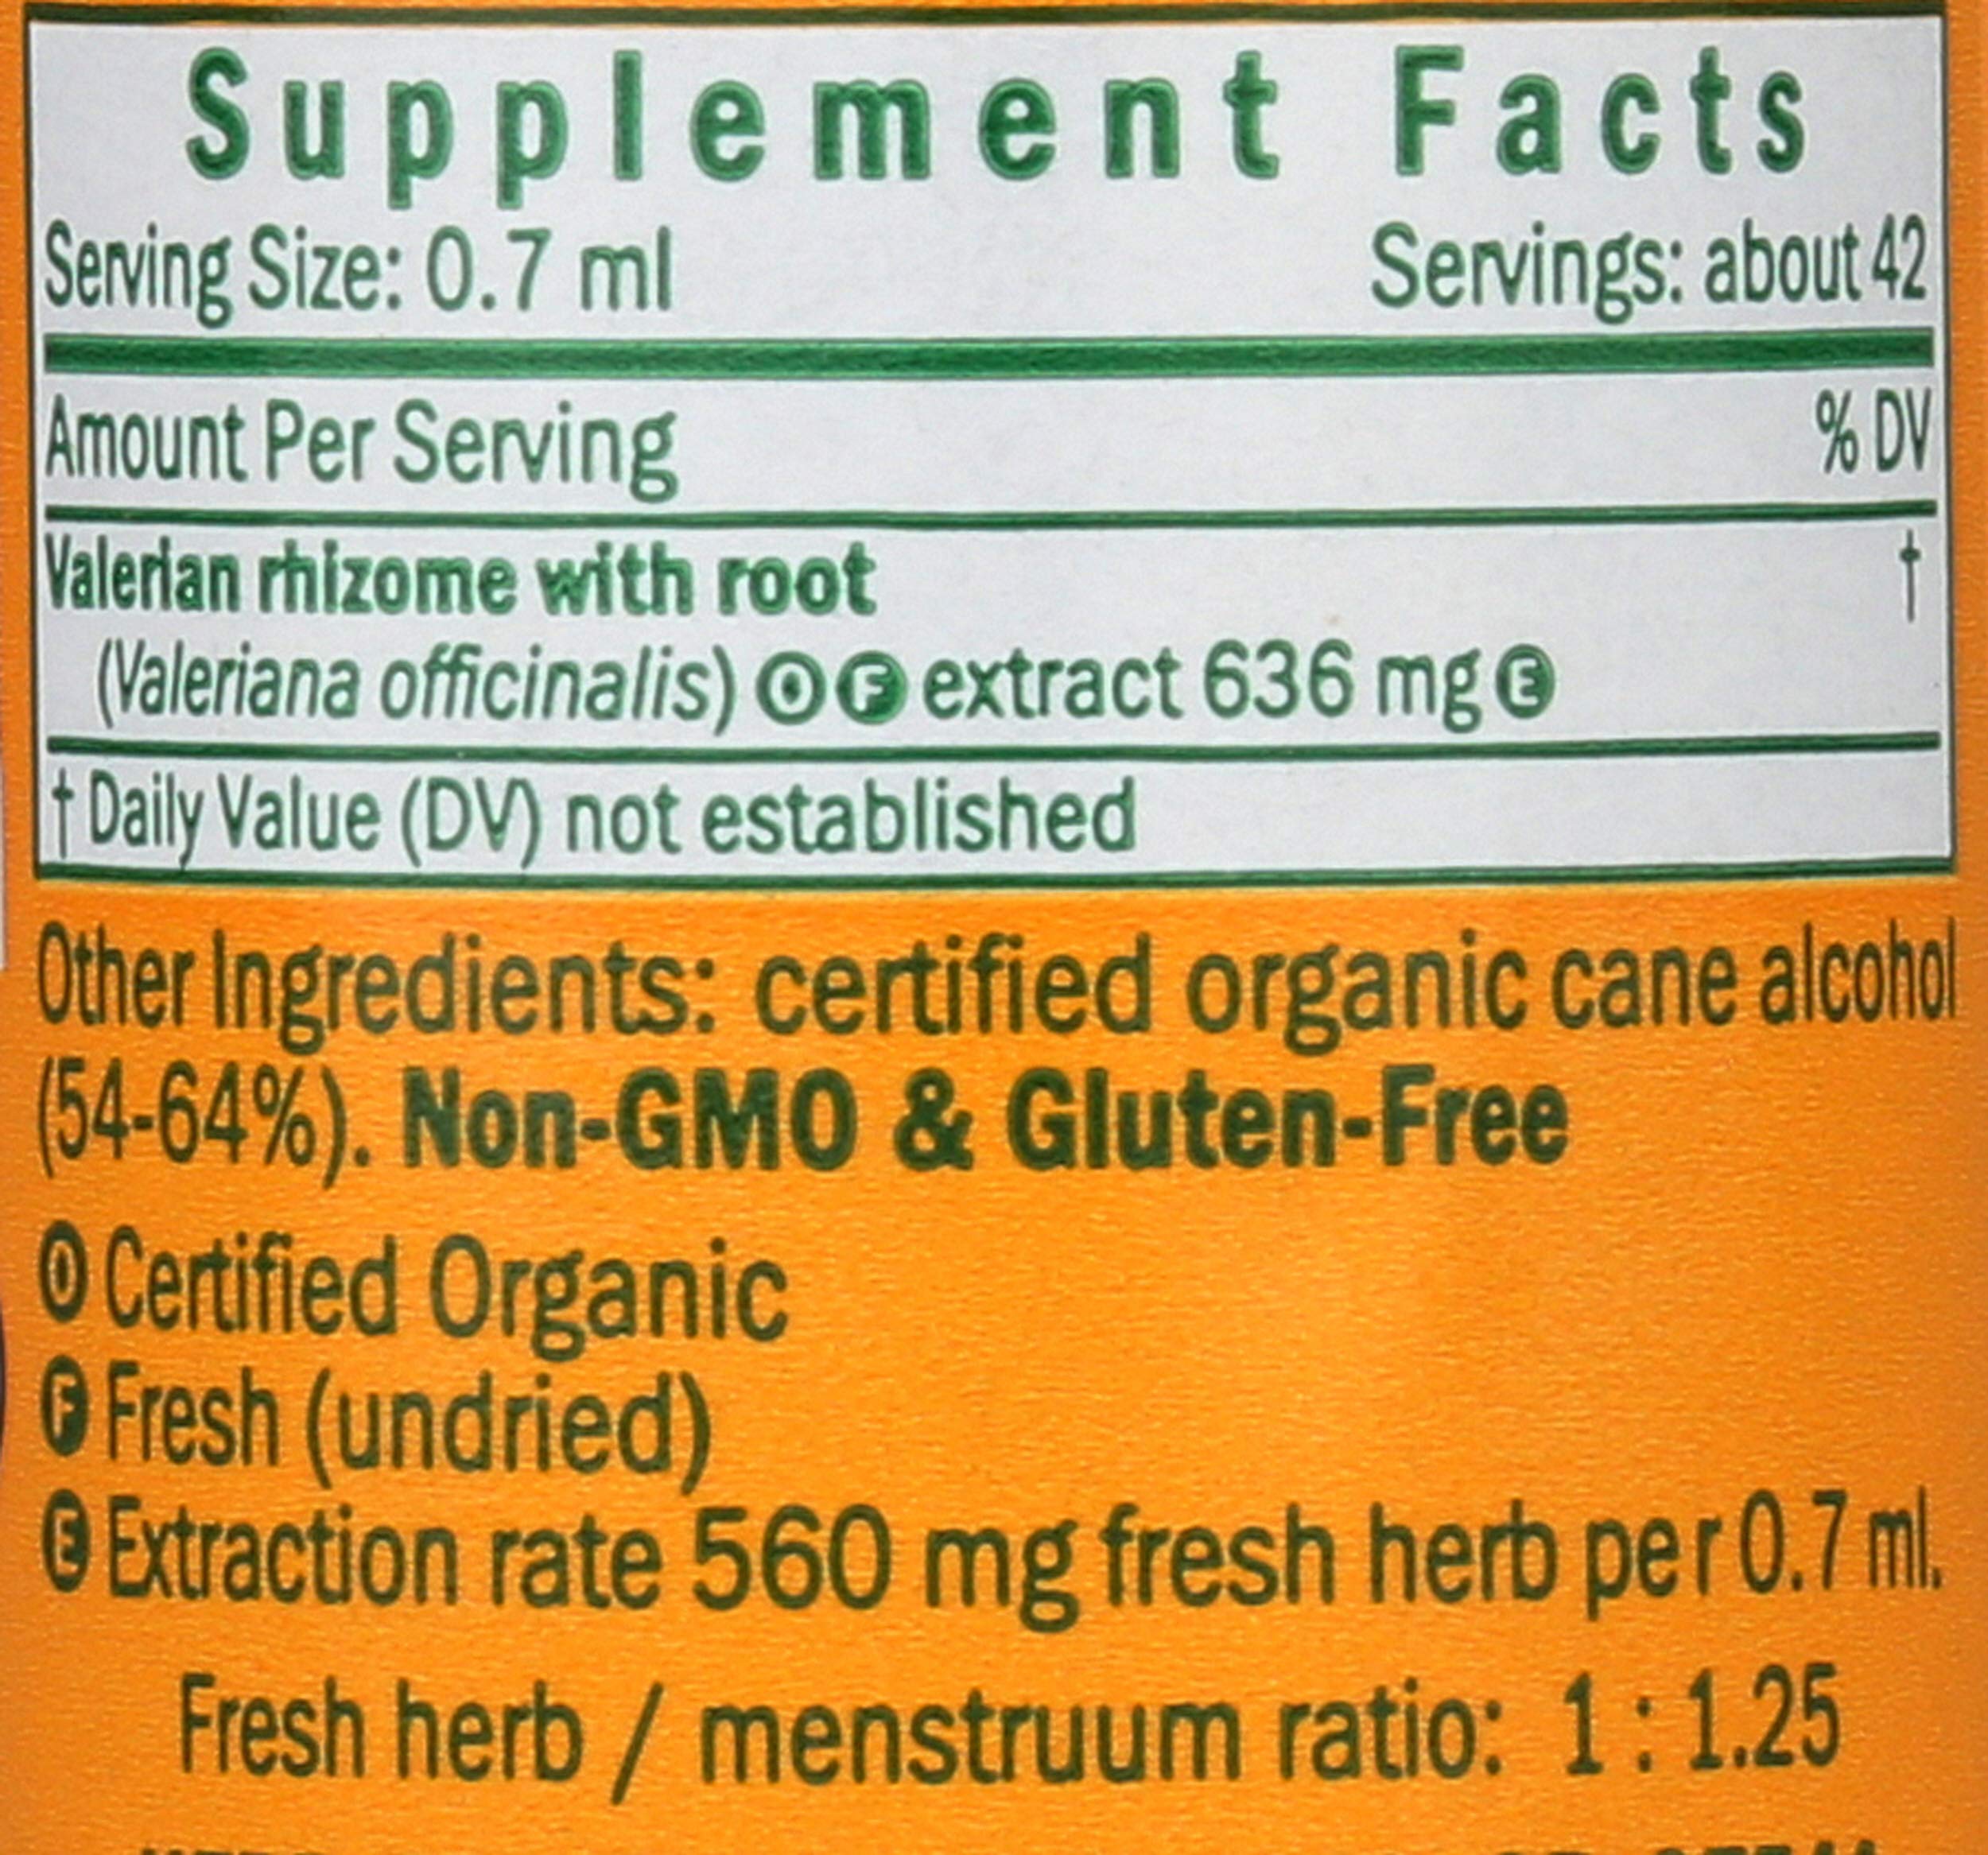 Supplement Facts
Serving Size: 0.7 ml Servings: about 42
Amount Per Serving % DV
Valerian rhizome with root †
(Valeriana officinalis) O F extract 636 mg E
† Daily Value (DV) not established
Other Ingredients: certified organic cane alcohol
(54-64%). Non-GMO & Gluten-Free
O Certified Organic
F Fresh (undried)
E Extraction rate 560 mg fresh herb per 0.7 ml.
Fresh herb / menstruum ratio: 1 : 1.25